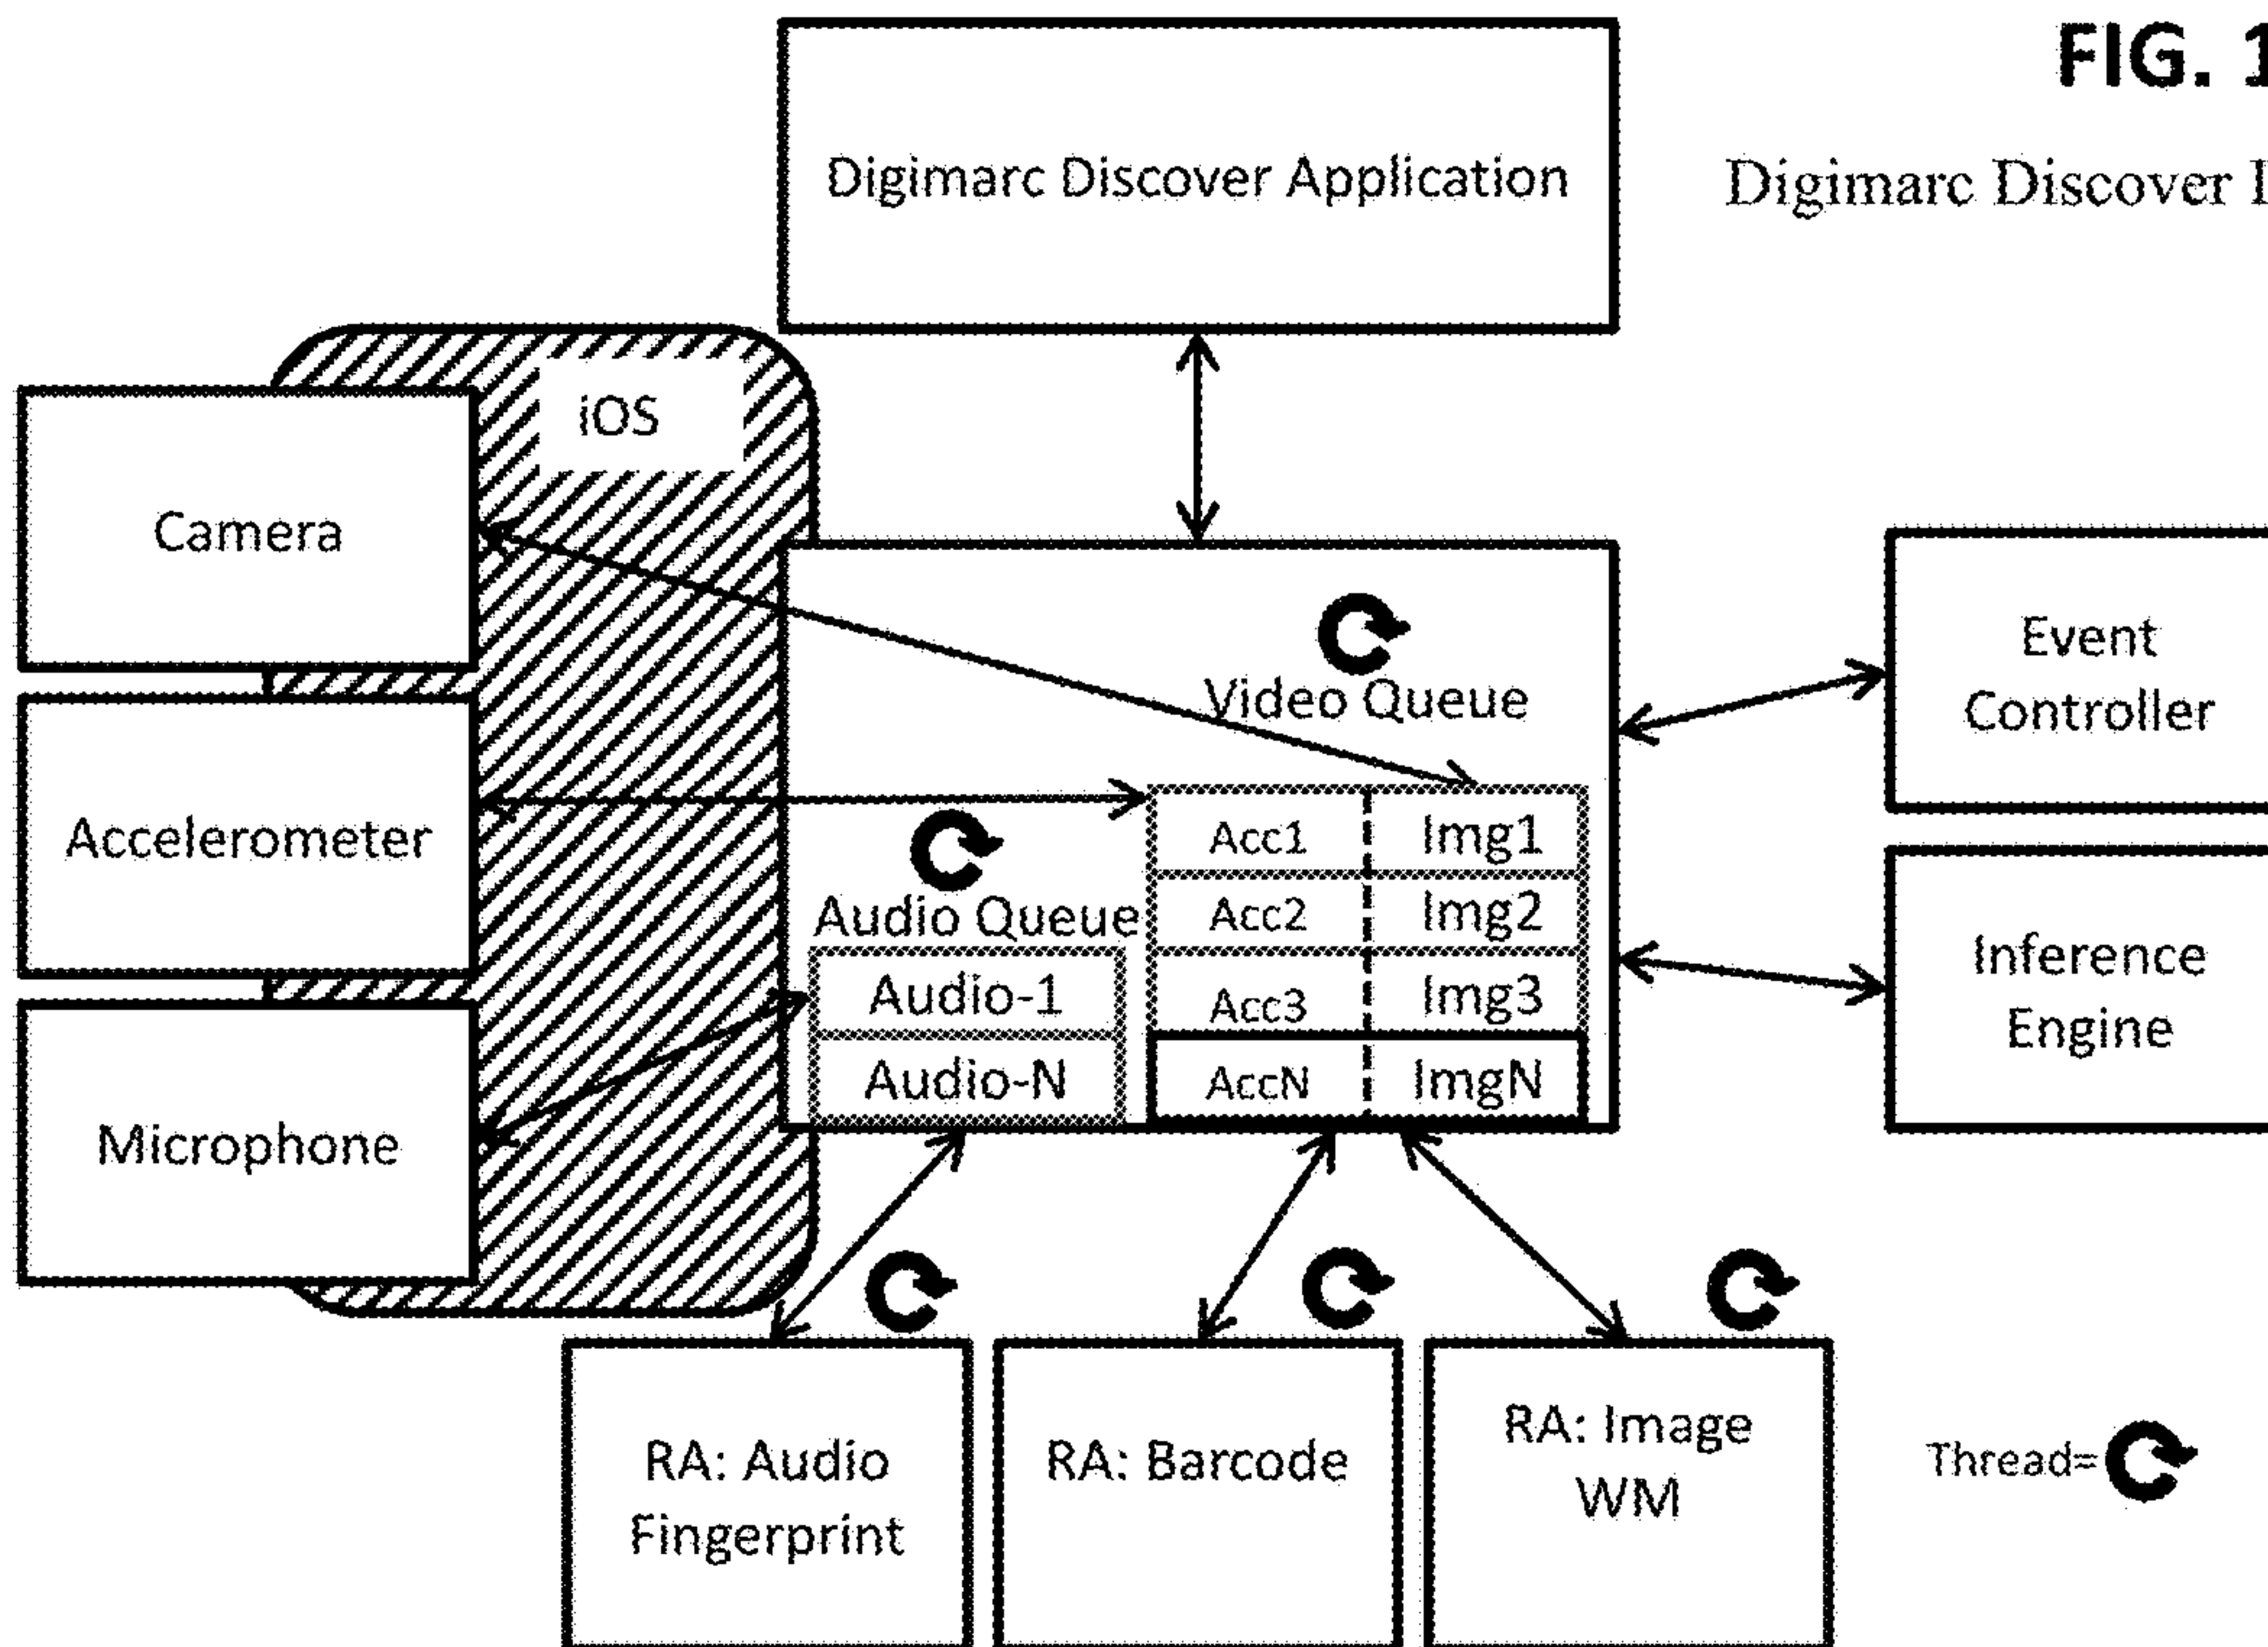 FIG. 1
Digimarc Discover Application
Digimarc Discover
iOS
Camera
Event
Controller
Video Queue
Accelerometer
Acc1 Img1
Audio Queue
Acc2 Img2
Audio-1
Acc3 Img3
Audio-N
AccN ImgN
Inference
Engine
Microphone
RA: Audio
Fingerprint
RA: Barcode
RA: Image
WM
Thread=